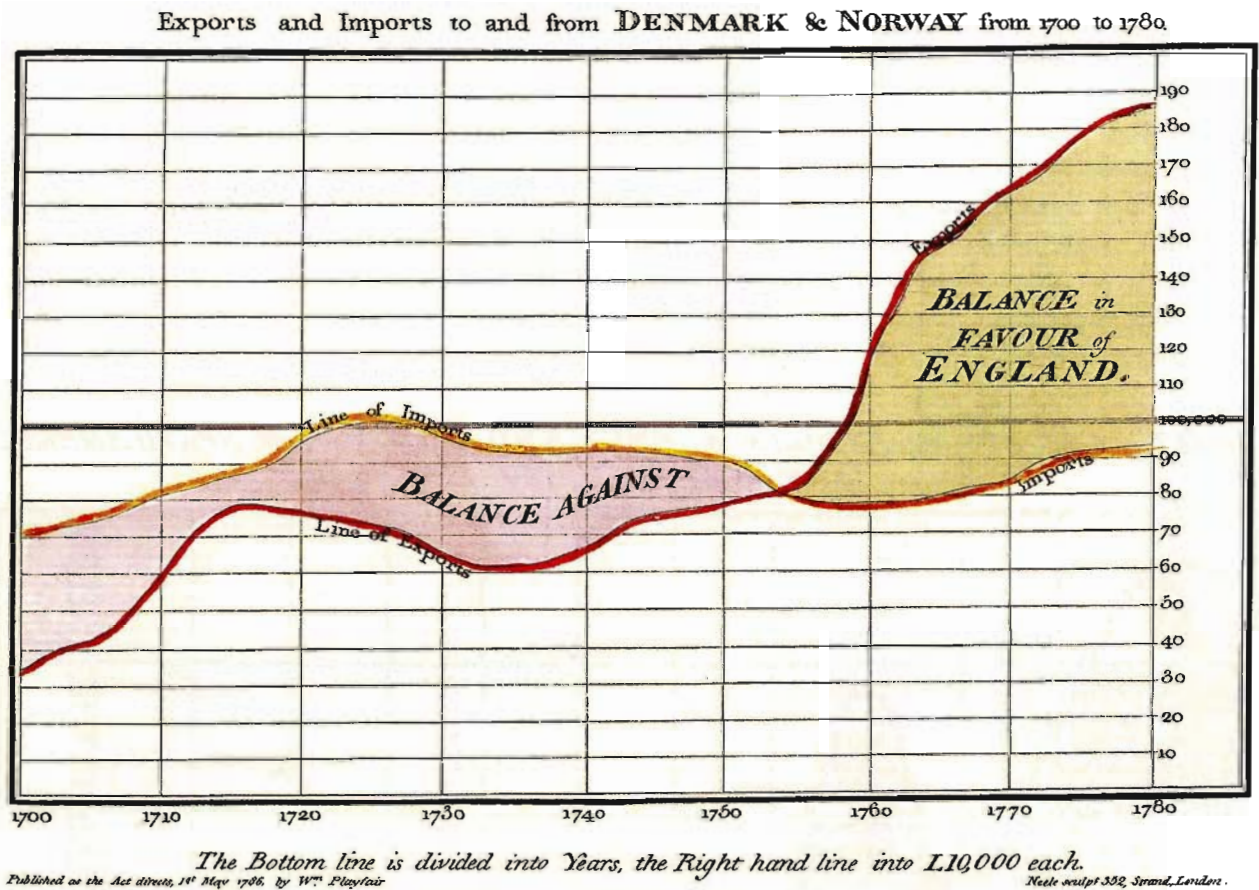 Exports and Imports to and from DENMARK & NORWAY from 1700 to 1780.
190
180
170
160
150
140
130
120
110
100,000
90
80
70
60
50
40
30
20
10
Exports
BALANCE in
FAVOUR of
ENGLAND.
Line of Imports
BALANCE AGAINST
Imports
Line of Exports
1700 1710 1720 1730 1740 1750 1760 1770 1780
The Bottom line is divided into Years, the Right hand line into L10,000 each.
Published as the Act directs, 1st May 1786, by Wm Playfair
Neele sculpt 352, Strand, London.